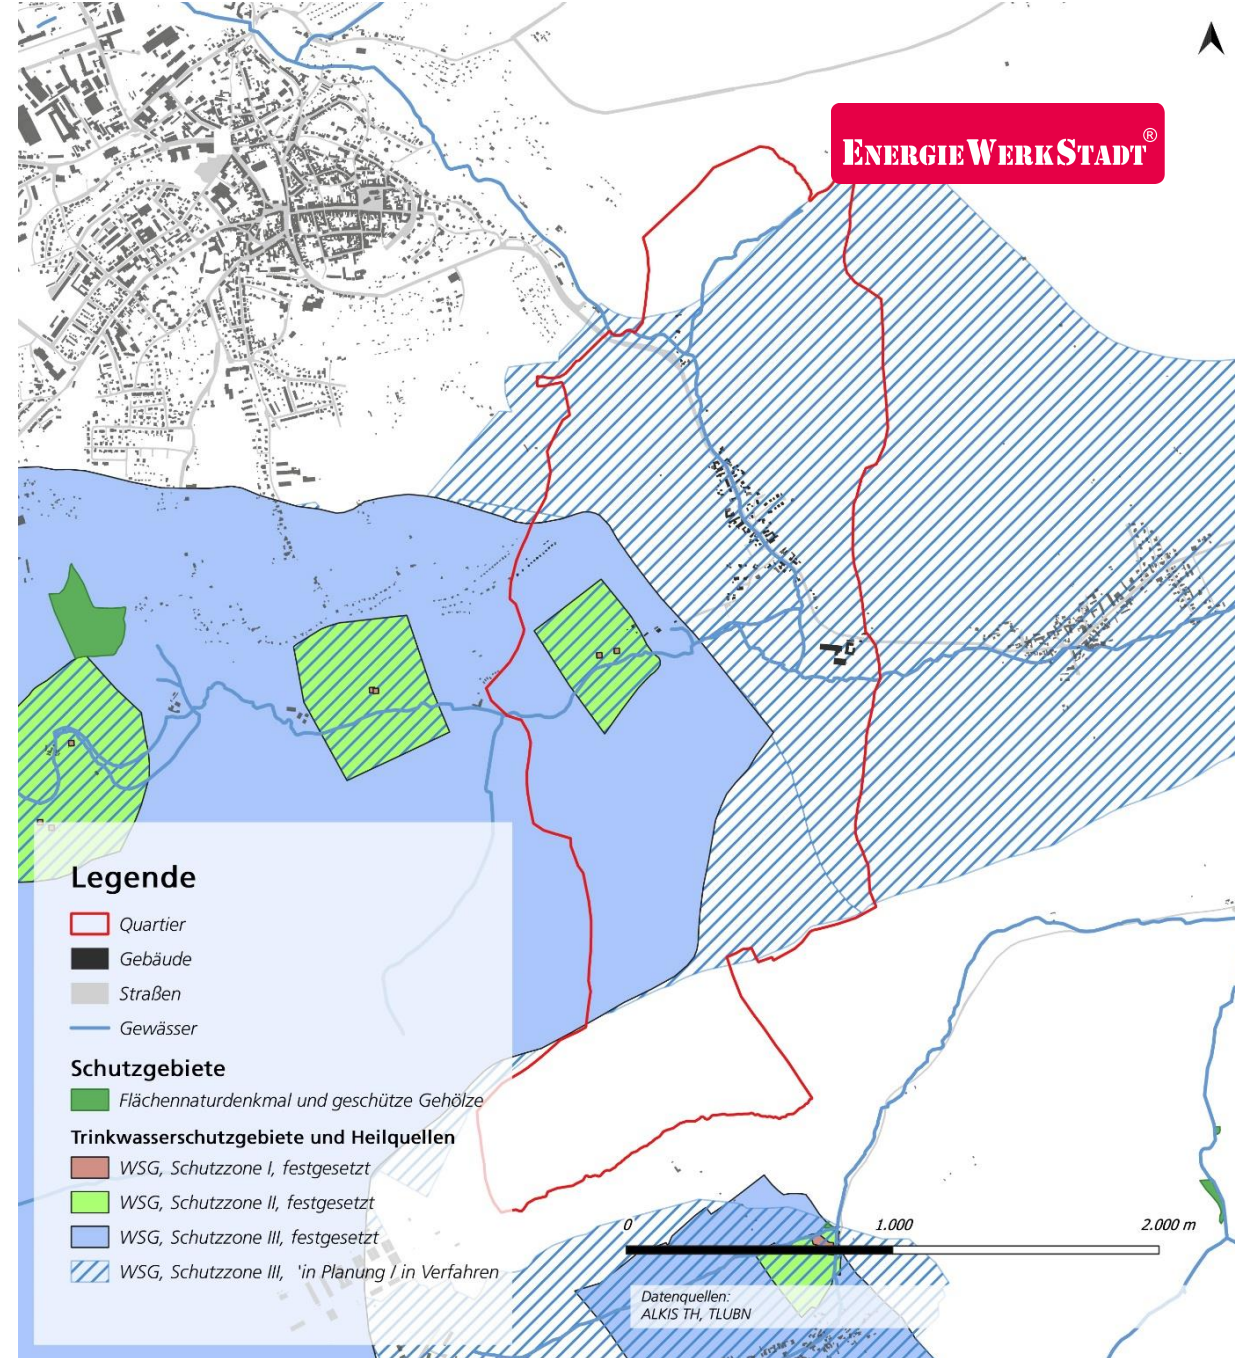 ENERGIEWERKSTADT®
Legende
Quartier
Gebäude
Straßen
Gewässer
Schutzgebiete
Flächennaturdenkmal und geschütze Gehölze
Trinkwasserschutzgebiete und Heilquellen
WSG, Schutzzone I, festgesetzt
WSG, Schutzzone II, festgesetzt
WSG, Schutzzone III, festgesetzt
WSG, Schutzzone III, 'in Planung / in Verfahren
0 1.000 2.000 m
Datenquellen:
ALKIS TH, TLUBN